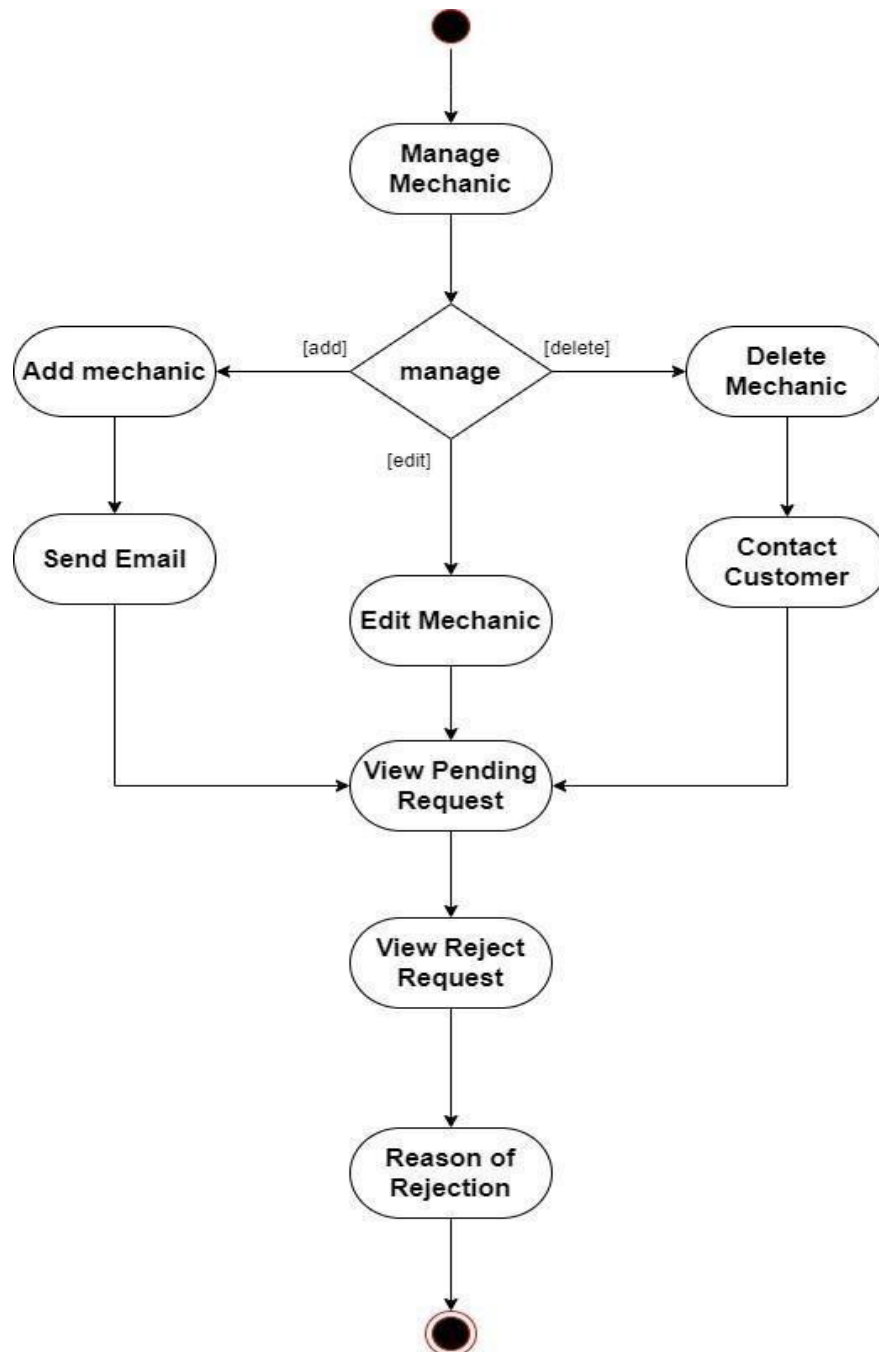 Manage
Mechanic
[add]
[delete]
Add mechanic
manage
Delete
Mechanic
[edit]
Send Email
Contact
Customer
Edit Mechanic
View Pending
Request
View Reject
Request
Reason of
Rejection